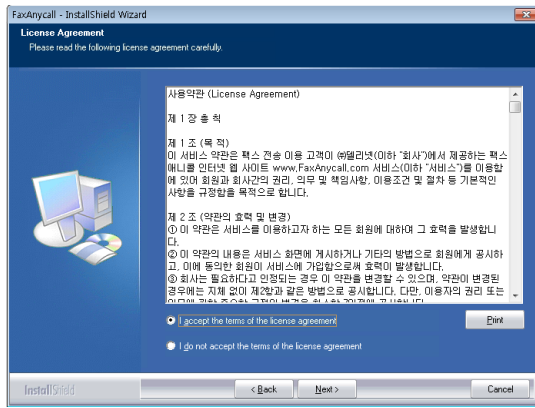 FaxAnycall - InstallShield Wizard
License Agreement
Please read the following license agreement carefully.
사용약관 (License Agreement)
제 1 장 총 칙
제 1 조 (목 적)
이 서비스 약관은 팩스 전송 이용 고객이 ㈜텔리넷(이하 "회사")에서 제공하는 팩스
애니콜 인터넷 웹 사이트 www.FaxAnycall.com 서비스(이하 "서비스")를 이용함
에 있어 회원과 회사간의 권리, 의무 및 책임사항, 이용조건 및 절차 등 기본적인
사항을 규정함을 목적으로 합니다.
제 2 조 (약관의 효력 및 변경)
① 이 약관은 서비스를 이용하고자 하는 모든 회원에 대하여 그 효력을 발생합니
다.
② 이 약관의 내용은 서비스 화면에 게시하거나 기타의 방법으로 회원에게 공시하
고, 이에 동의한 회원이 서비스에 가입함으로써 효력이 발생합니다.
③ 회사는 필요하다고 인정되는 경우 이 약관을 변경할 수 있으며, 약관이 변경된
경우에는 지체 없이 제2항과 같은 방법으로 공시합니다. 다만, 이용자의 권리 또는
I accept the terms of the license agreement
Print
I do not accept the terms of the license agreement
InstallShield
< Back
Next >
Cancel